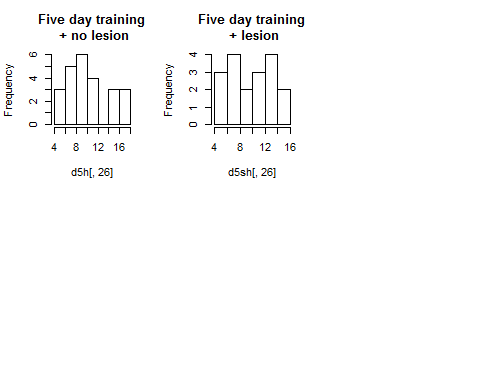 Five day training
+ no lesion
Frequency
0 2 4 6
4 8 12 16
d5h[, 26]
Five day training
+ lesion
Frequency
0 1 2 3 4
4 8 12 16
d5sh[, 26]